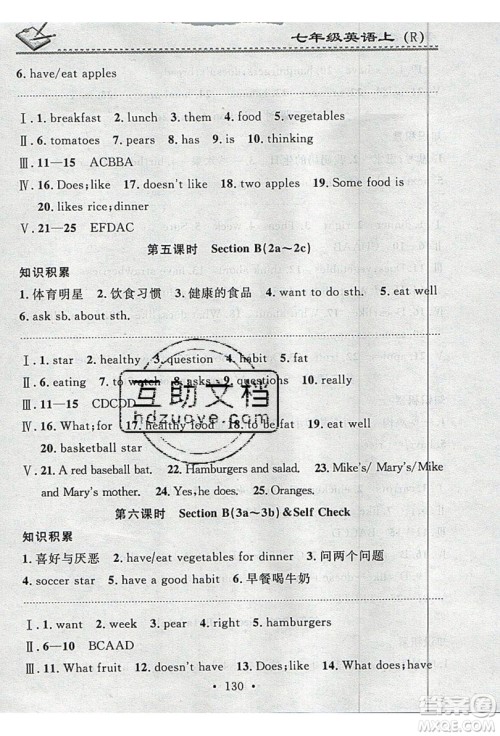 七年级英语上 (R)
6. have/eat apples
Ⅰ. 1. breakfast 2. lunch 3. them 4. food 5. vegetables
Ⅱ. 6. tomatoes 7. pears 8. has 9. is 10. thinking
Ⅲ. 11—15 ACBBA
Ⅳ. 16. Does; like 17. doesn't like 18. two apples 19. Some food is
20. likes rice; dinner
Ⅴ. 21—25 EFDAC
第五课时 Section B(2a～2c)
知识积累
1. 体育明星 2. 饮食习惯 3. 健康的食品 4. want to do sth. 5. eat well
6. ask sb. about sth.
Ⅰ. 1. star 2. healthy 3. question 4. habit 5. fat
Ⅱ. 6. eating 7. to watch 8. asks 9. questions 10. really
Ⅲ. 11—15 CDCDD
Ⅳ. 16. What; for 17. healthy food 18. to be fat 19. eat well
20. basketball star
Ⅴ. 21. A red baseball bat. 22. Hamburgers and salad. 23. Mike's/Mary's/Mike
and Mary's mother. 24. Yes, he does. 25. Oranges.
第六课时 Section B(3a～3b)&Self Check
知识积累
1. 喜好与厌恶 2. have/eat vegetables for dinner 3. 问两个问题
4. soccer star 5. have a good habit 6. 早餐喝牛奶
Ⅰ. 1. fat 2. or 3. really 4. right 5. hamburgers
Ⅱ. 6—10 BCAAD
Ⅲ. 11. What fruit 12. doesn't have 13. Does have 14. have; for
· 130 ·
互助文档
hdzuowe.com
答案圈